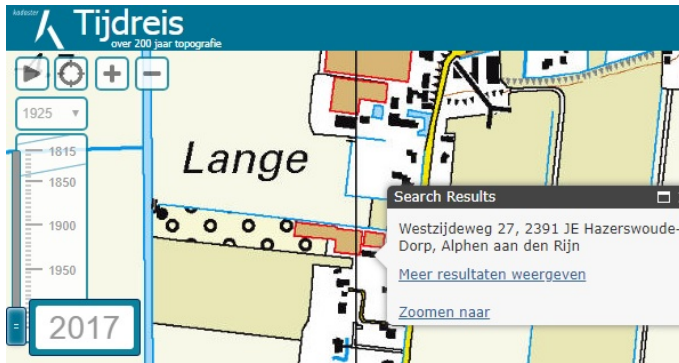 kadaster
Tijdreis
over 200 jaar topografie
1925
1815
1850
1900
1950
2017
Lange
Search Results
Westzijdeweg 27, 2391 JE Hazerswoude-
Dorp, Alphen aan den Rijn
Meer resultaten weergeven
Zoomen naar